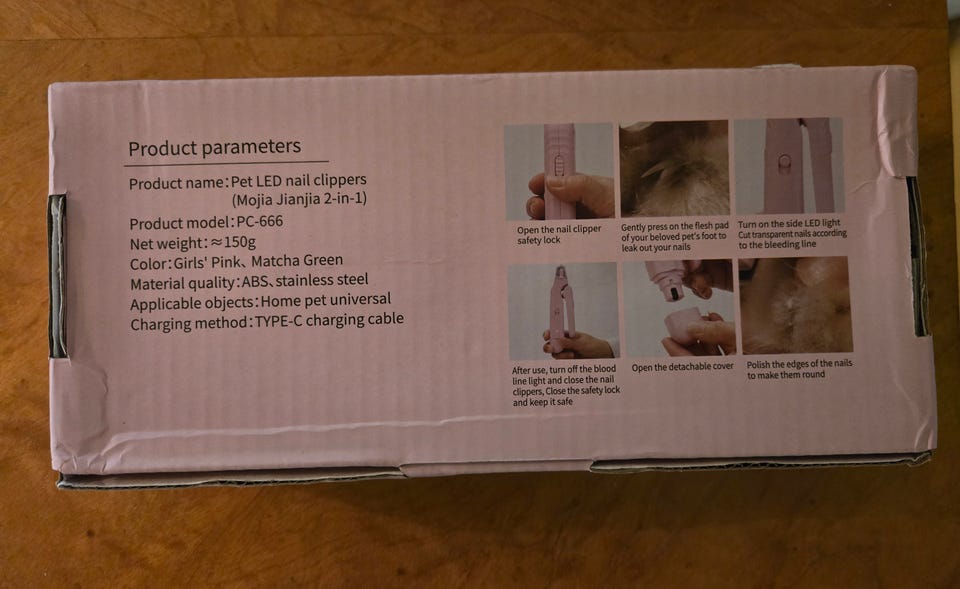 Product parameters
Product name:Pet LED nail clippers
(Mojia Jianjia 2-in-1)
Product model:PC-666
Net weight:≈150g
Color:Girls' Pink、Matcha Green
Material quality:ABS、stainless steel
Applicable objects:Home pet universal
Charging method:TYPE-C charging cable
Open the nail clipper
safety lock
Gently press on the flesh pad
of your beloved pet's foot to
leak out your nails
Turn on the side LED light
Cut transparent nails according
to the bleeding line
After use, turn off the blood
line light and close the nail
clippers, Close the safety lock
and keep it safe
Open the detachable cover
Polish the edges of the nails
to make them round